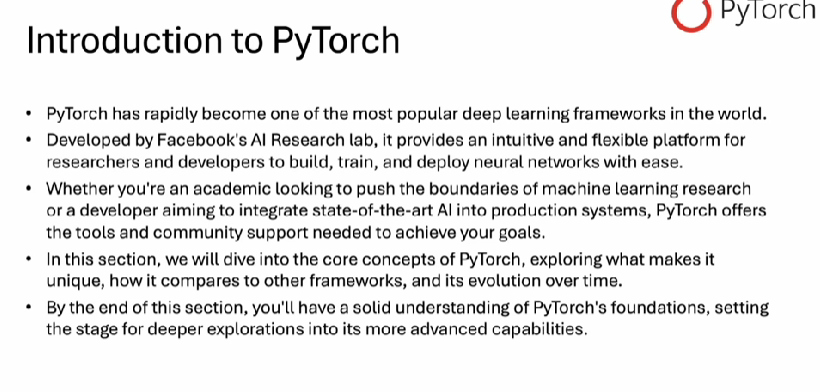 PyTorch
Introduction to PyTorch
• PyTorch has rapidly become one of the most popular deep learning frameworks in the world.
• Developed by Facebook's AI Research lab, it provides an intuitive and flexible platform for
researchers and developers to build, train, and deploy neural networks with ease.
• Whether you're an academic looking to push the boundaries of machine learning research
or a developer aiming to integrate state-of-the-art AI into production systems, PyTorch offers
the tools and community support needed to achieve your goals.
• In this section, we will dive into the core concepts of PyTorch, exploring what makes it
unique, how it compares to other frameworks, and its evolution over time.
• By the end of this section, you'll have a solid understanding of PyTorch's foundations, setting
the stage for deeper explorations into its more advanced capabilities.